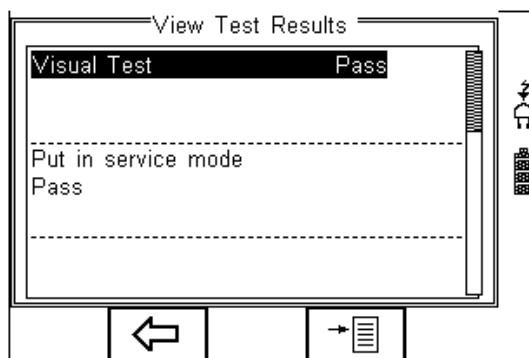 View Test Results
Visual Test Pass
Put in service mode
Pass